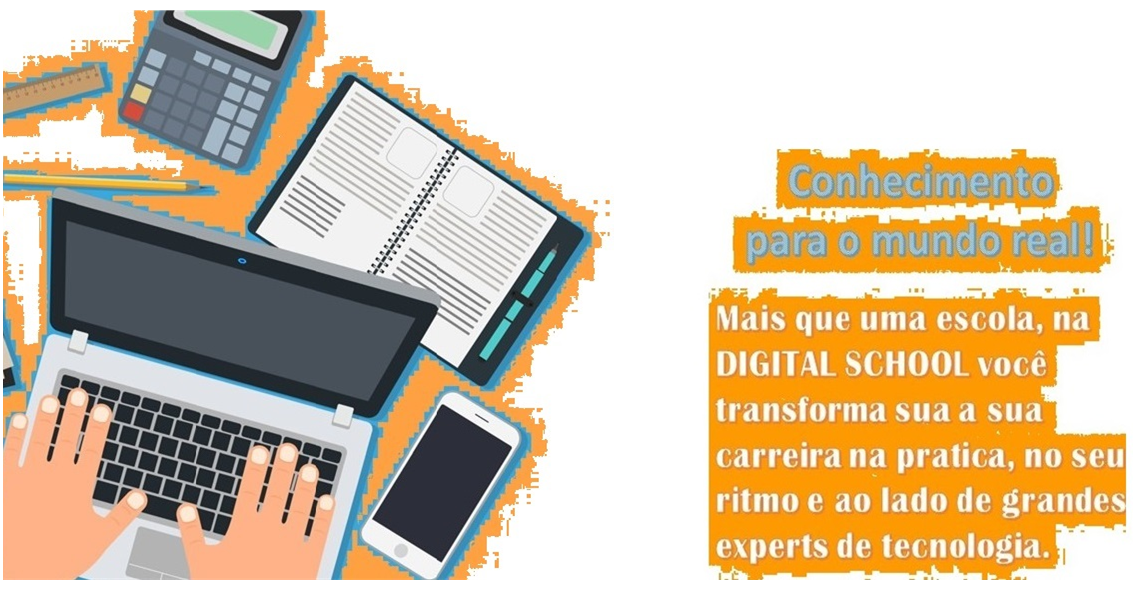 Conhecimento
para o mundo real!
Mais que uma escola, na
DIGITAL SCHOOL você
transforma sua a sua
carreira na pratica, no seu
ritmo e ao lado de grandes
experts de tecnologia.